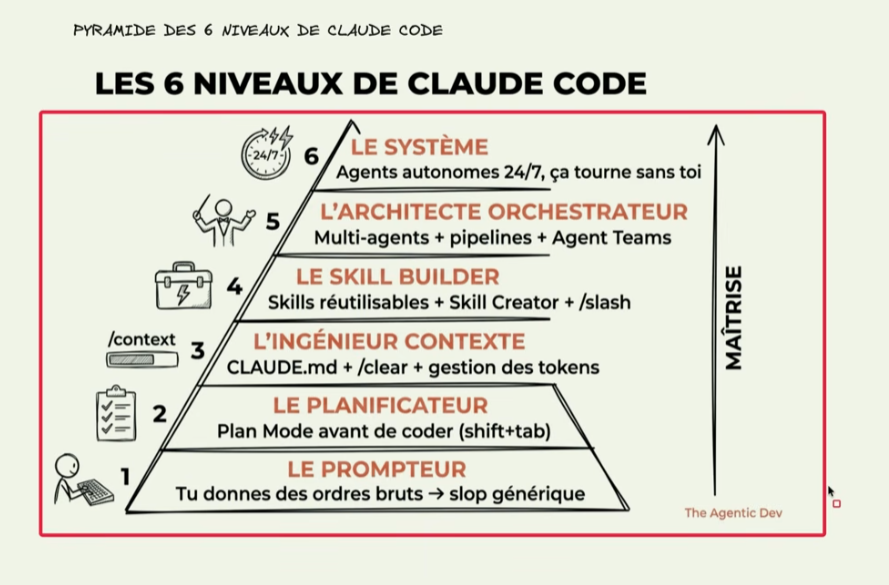 PYRAMIDE DES 6 NIVEAUX DE CLAUDE CODE
LES 6 NIVEAUX DE CLAUDE CODE
24/7
6
LE SYSTÈME
Agents autonomes 24/7, ça tourne sans toi
5
L'ARCHITECTE ORCHESTRATEUR
Multi-agents + pipelines + Agent Teams
4
LE SKILL BUILDER
Skills réutilisables + Skill Creator + /slash
/context
3
L'INGÉNIEUR CONTEXTE
CLAUDE.md + /clear + gestion des tokens
2
LE PLANIFICATEUR
Plan Mode avant de coder (shift+tab)
1
LE PROMPTEUR
Tu donnes des ordres bruts → slop générique
MAÎTRISE
The Agentic Dev